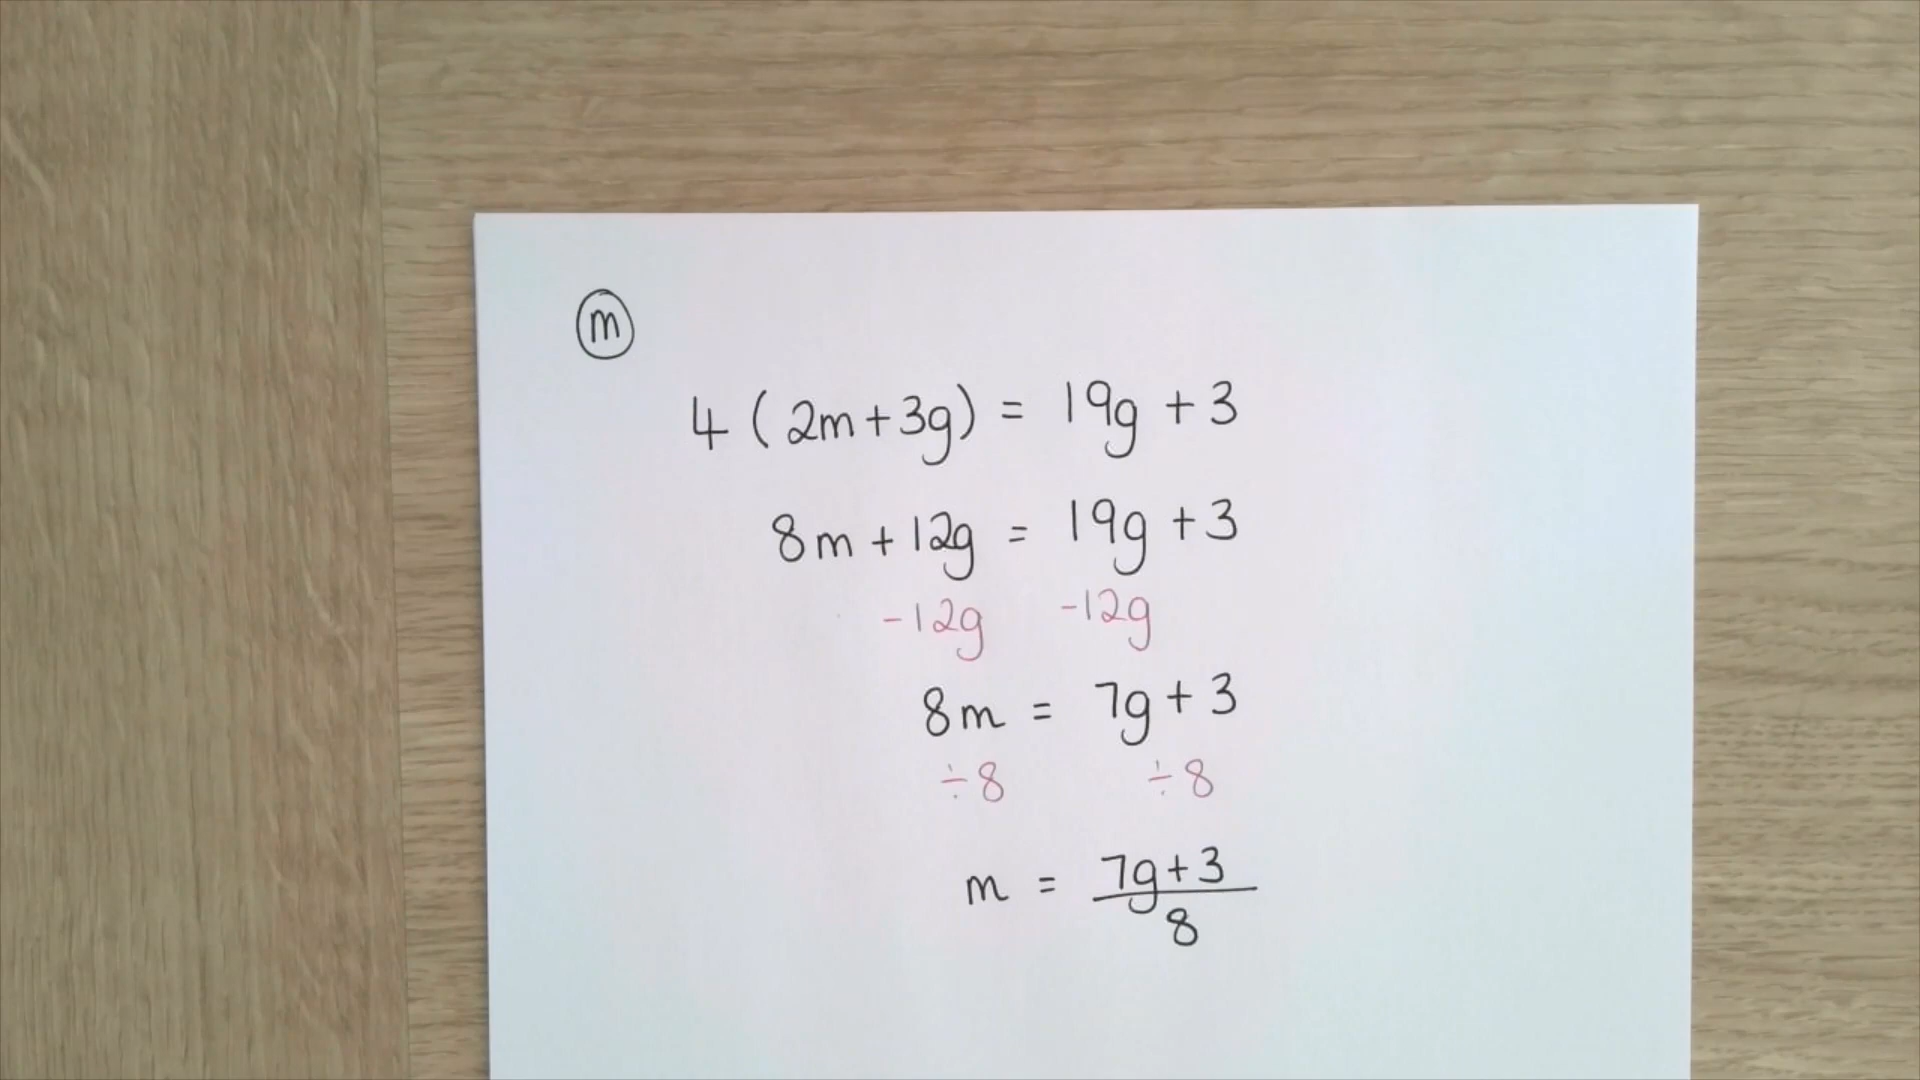 m
4(2m+3g) = 19g+3
8m+12g = 19g+3
-12g -12g
8m = 7g+3
÷8 ÷8
m = 7g+3
8